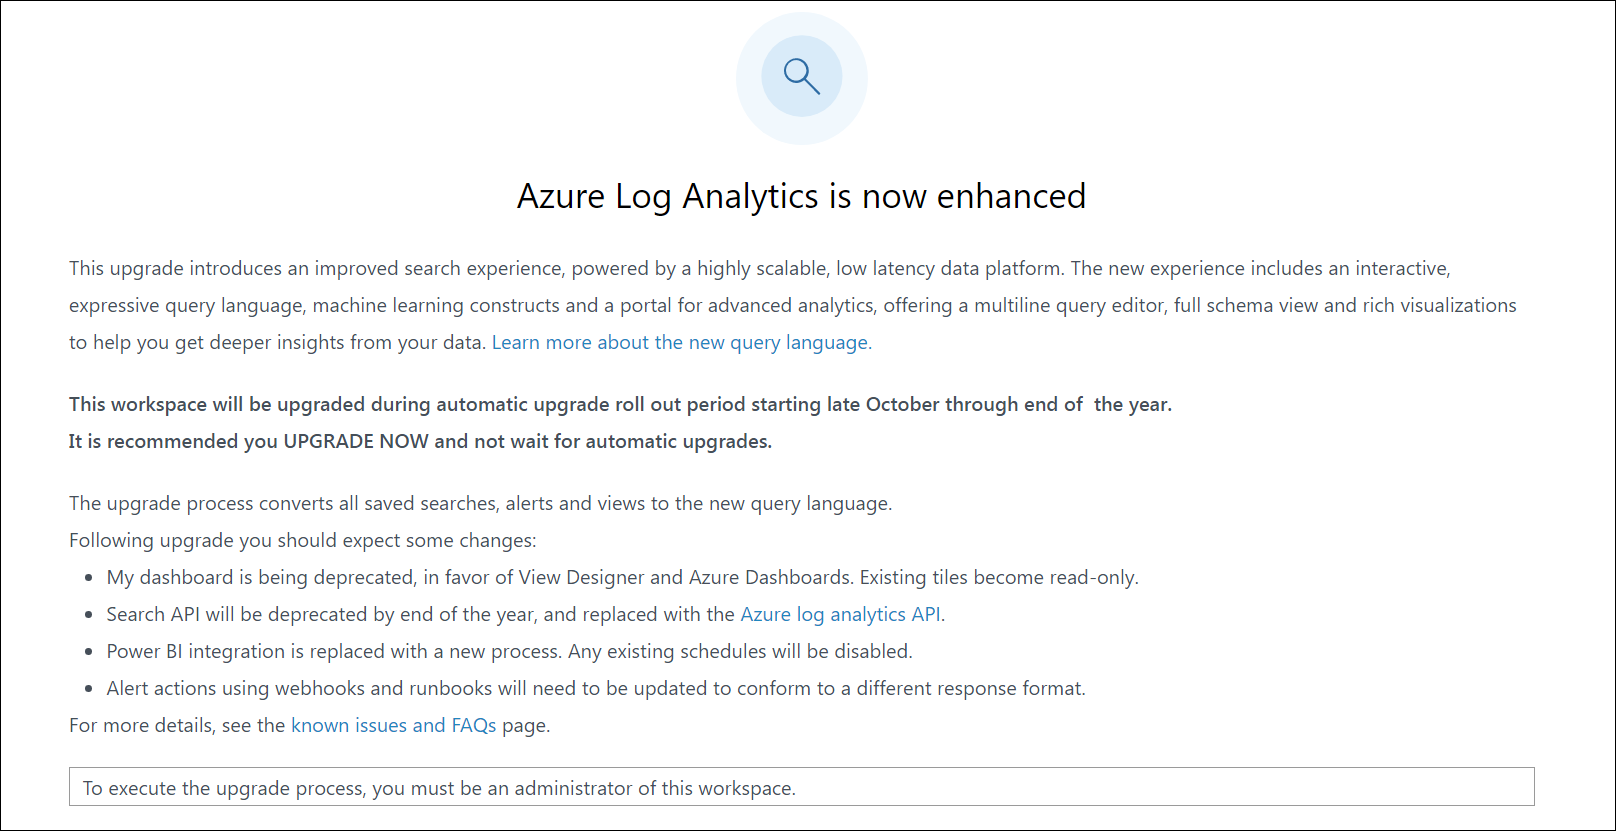 Azure Log Analytics is now enhanced
This upgrade introduces an improved search experience, powered by a highly scalable, low latency data platform. The new experience includes an interactive,
expressive query language, machine learning constructs and a portal for advanced analytics, offering a multiline query editor, full schema view and rich visualizations
to help you get deeper insights from your data. Learn more about the new query language.
This workspace will be upgraded during automatic upgrade roll out period starting late October through end of  the year.
It is recommended you UPGRADE NOW and not wait for automatic upgrades.
The upgrade process converts all saved searches, alerts and views to the new query language.
Following upgrade you should expect some changes:
• My dashboard is being deprecated, in favor of View Designer and Azure Dashboards. Existing tiles become read-only.
• Search API will be deprecated by end of the year, and replaced with the Azure log analytics API.
• Power BI integration is replaced with a new process. Any existing schedules will be disabled.
• Alert actions using webhooks and runbooks will need to be updated to conform to a different response format.
For more details, see the known issues and FAQs page.
To execute the upgrade process, you must be an administrator of this workspace.